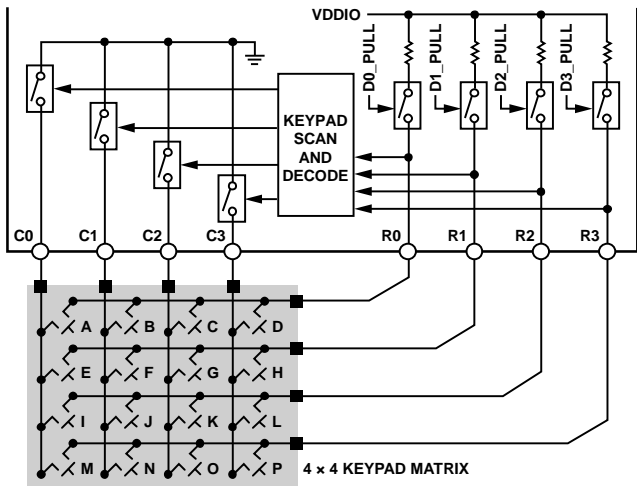 VDDIO
D0_PULL
D1_PULL
D2_PULL
D3_PULL
KEYPAD
SCAN
AND
DECODE
C0 C1 C2 C3 R0 R1 R2 R3
A B C D
E F G H
I J K L
M N O P
4 × 4 KEYPAD MATRIX